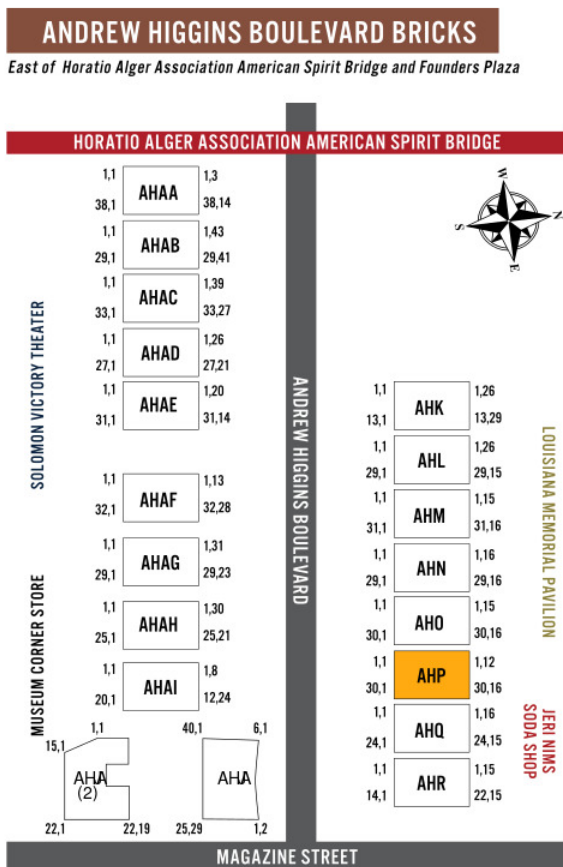 ANDREW HIGGINS BOULEVARD BRICKS
East of Horatio Alger Association American Spirit Bridge and Founders Plaza
HORATIO ALGER ASSOCIATION AMERICAN SPIRIT BRIDGE
W
N
S
E
1,1 AHAA 1,3
38,1 38,14
1,1 AHAB 1,43
29,1 29,41
1,1 AHAC 1,39
33,1 33,27
1,1 AHAD 1,26
27,1 27,21
1,1 AHAE 1,20
31,1 31,14
1,1 AHAF 1,13
32,1 32,28
1,1 AHAG 1,31
29,1 29,23
1,1 AHAH 1,30
25,1 25,21
1,1 AHAI 1,8
20,1 12,24
1,1
15,1
AHAJ
(2)
22,1 22,19
40,1 6,1
AHAJ
25,29 1,2
SOLOMON VICTORY THEATER
MUSEUM CORNER STORE
ANDREW HIGGINS BOULEVARD
1,1 AHK 1,26
13,1 13,29
1,1 AHL 1,26
29,1 29,15
1,1 AHM 1,15
31,1 31,16
1,1 AHN 1,16
29,1 29,16
1,1 AHO 1,15
30,1 30,16
1,1 AHP 1,12
30,1 30,16
1,1 AHQ 1,16
24,1 24,15
1,1 AHR 1,15
14,1 22,15
LOUISIANA MEMORIAL PAVILION
JERI NIMS
SODA SHOP
MAGAZINE STREET